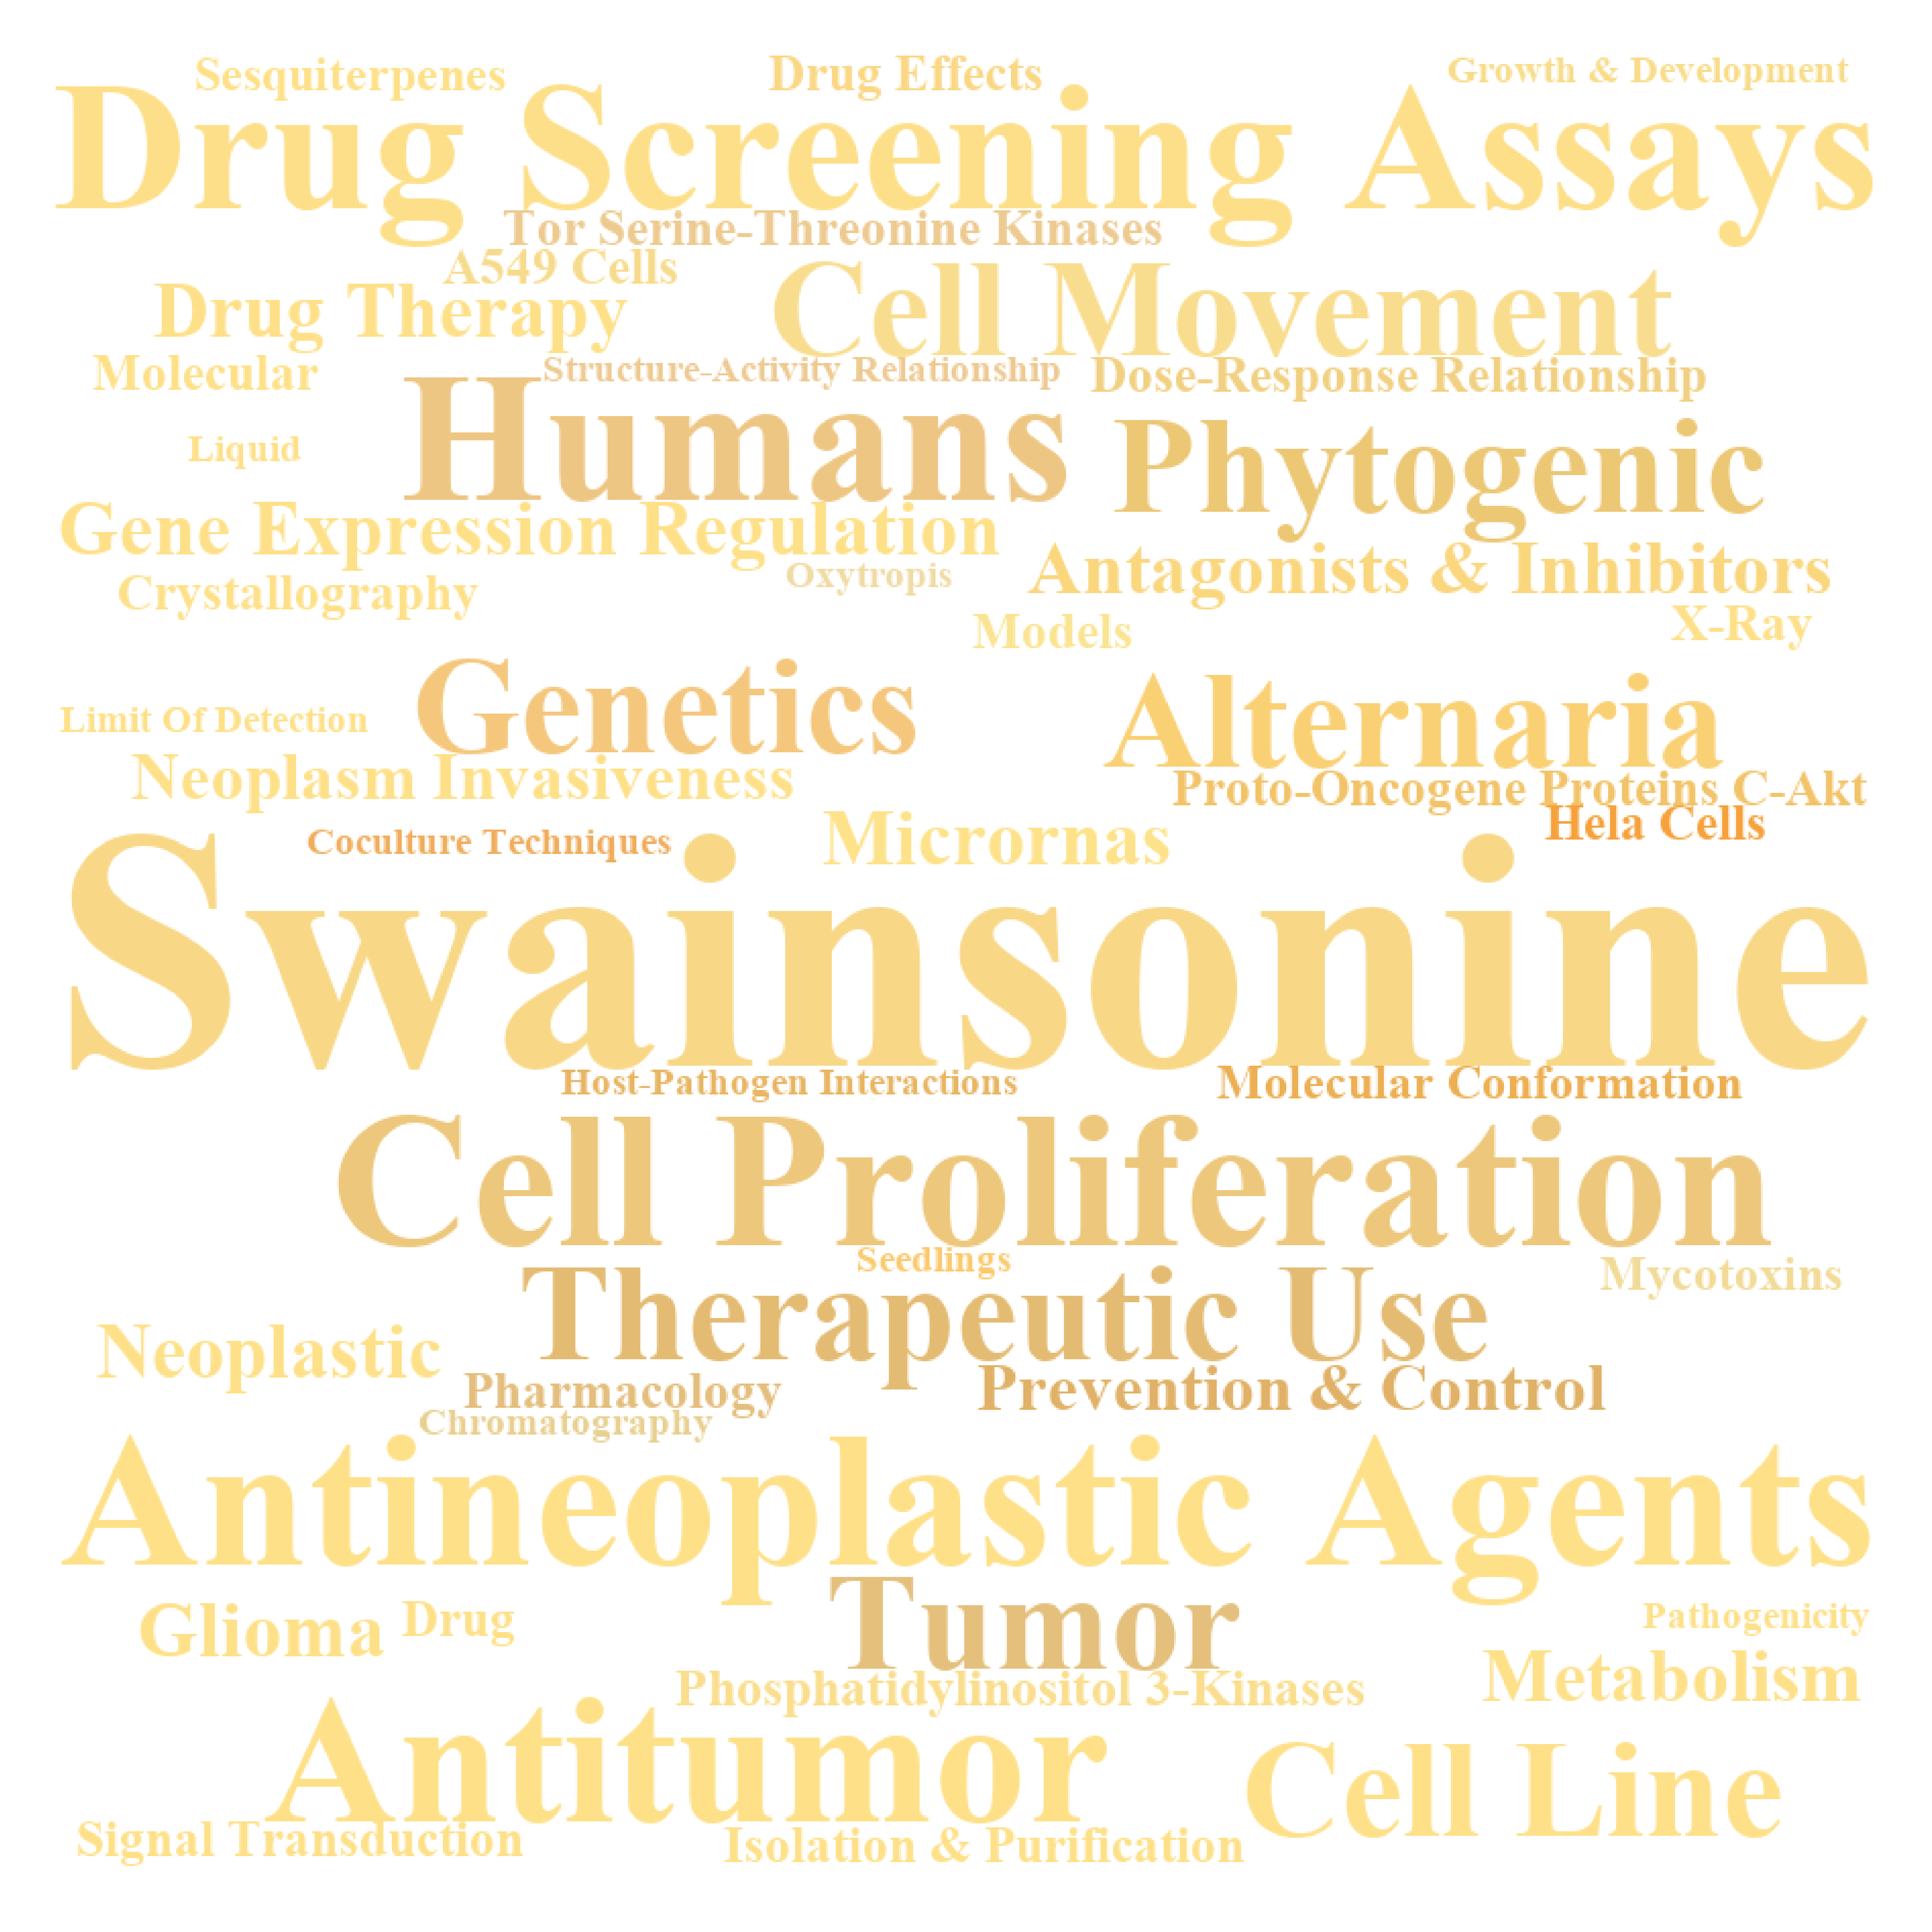 Sesquiterpenes
Drug Effects
Growth & Development
Drug Screening Assays
Tor Serine-Threonine Kinases
A549 Cells
Cell Movement
Drug Therapy
Molecular
Structure-Activity Relationship
Dose-Response Relationship
Humans
Phytogenic
Liquid
Gene Expression Regulation
Antagonists & Inhibitors
Oxytropis
Crystallography
Models
X-Ray
Genetics
Alternaria
Limit Of Detection
Neoplasm Invasiveness
Proto-Oncogene Proteins C-Akt
Hela Cells
Coculture Techniques
Micrornas
Swainsonine
Host-Pathogen Interactions
Molecular Conformation
Cell Proliferation
Seedlings
Mycotoxins
Therapeutic Use
Neoplastic
Pharmacology
Prevention & Control
Chromatography
Antineoplastic Agents
Glioma
Drug
Tumor
Pathogenicity
Phosphatidylinositol 3-Kinases
Metabolism
Antitumor
Cell Line
Signal Transduction
Isolation & Purification